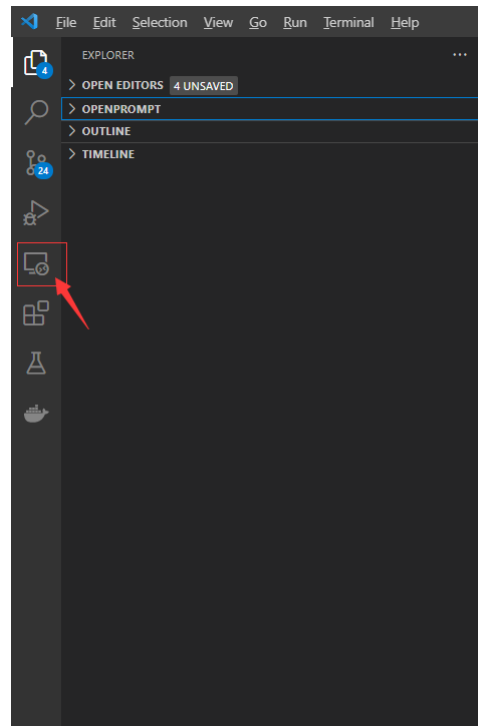 File Edit Selection View Go Run Terminal Help
EXPLORER ...
4
> OPEN EDITORS 4 UNSAVED
> OPENPROMPT
> OUTLINE
> TIMELINE
24